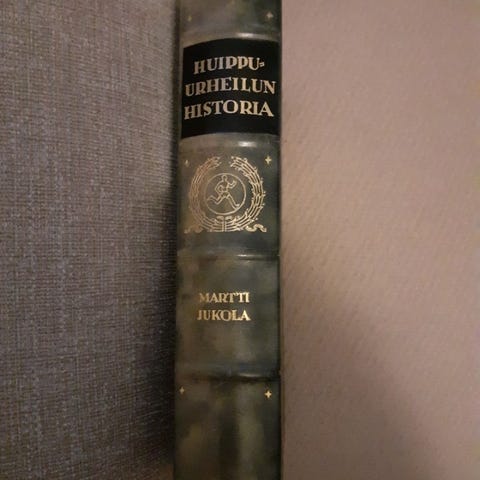 HUIPPU-
URHEILUN
HISTORIA
MARTTI
JUKOLA